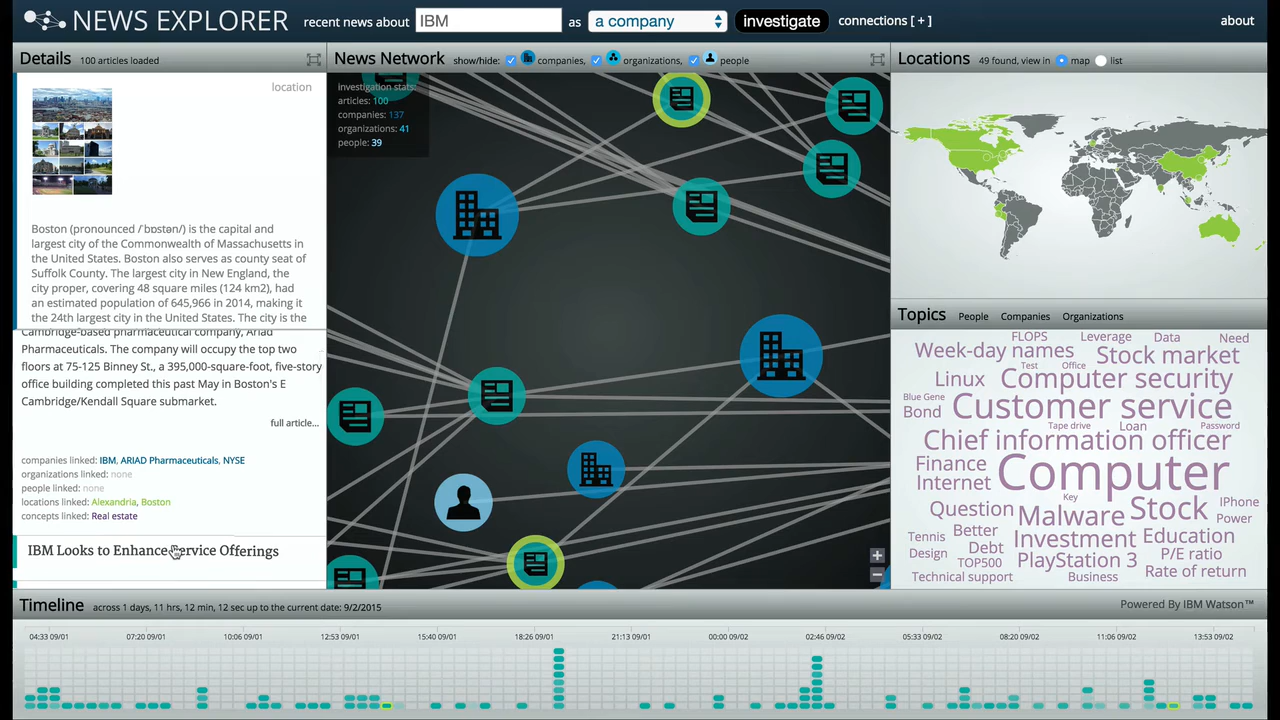 NEWS EXPLORER
recent news about IBM as a company investigate connections [ + ] about
Details 100 articles loaded
location
Boston (pronounced /ˈbɒstən/) is the capital and
largest city of the Commonwealth of Massachusetts in
the United States. Boston also serves as county seat of
Suffolk County. The largest city in New England, the
city proper, covering 48 square miles (124 km2), had
an estimated population of 645,966 in 2014, making it
the 24th largest city in the United States. The city is the
Cambridge-based pharmaceutical company, Ariad
Pharmaceuticals. The company will occupy the top two
floors at 75-125 Binney St., a 395,000-square-foot, five-story
office building completed this past May in Boston's E
Cambridge/Kendall Square submarket.
full article...
companies linked: IBM, ARIAD Pharmaceuticals, NYSE
organizations linked: none
people linked: none
locations linked: Alexandria, Boston
concepts linked: Real estate
IBM Looks to Enhance Service Offerings
News Network show/hide: companies, organizations, people
investigation stats:
articles: 100
companies: 137
organizations: 41
people: 39
+
−
Locations 49 found, view in map list
Topics People Companies Organizations
FLOPS Leverage Data Need
Week-day names Stock market
Test Office
Linux Computer security
Blue Gene
Bond Customer service
Tape drive Loan Password
Chief information officer
Finance Computer
Internet
Key
Question Malware Stock IPhone
Power
Tennis Better Investment Education
Design Debt PlayStation 3 P/E ratio
TOP500
Technical support Business Rate of return
Timeline across 1 days, 11 hrs, 12 min, 12 sec up to the current date: 9/2/2015
Powered By IBM Watson™
04:33 09/01 07:20 09/01 10:06 09/01 12:53 09/01 15:40 09/01 18:26 09/01 21:13 09/01 00:00 09/02 02:46 09/02 05:33 09/02 08:20 09/02 11:06 09/02 13:53 09/02